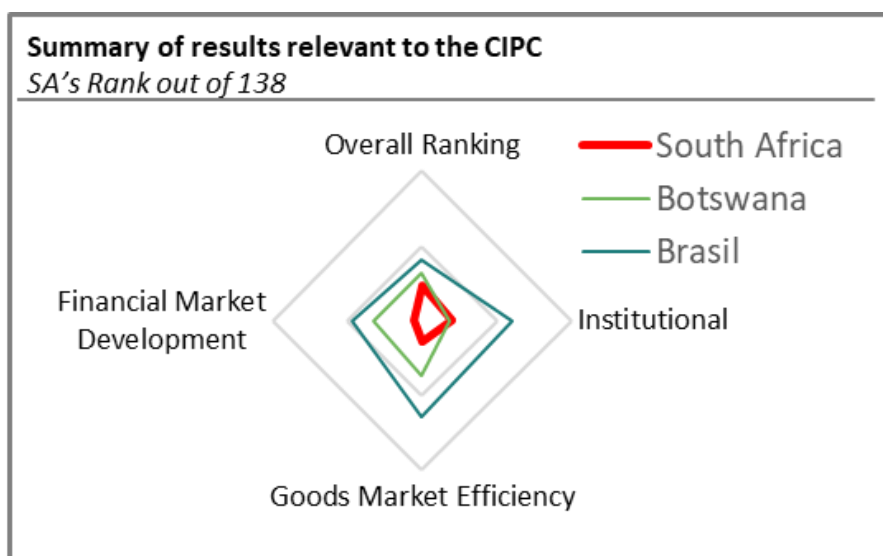 Summary of results relevant to the CIPC
SA's Rank out of 138
Overall Ranking
South Africa
Botswana
Brasil
Financial Market
Development
Institutional
Goods Market Efficiency